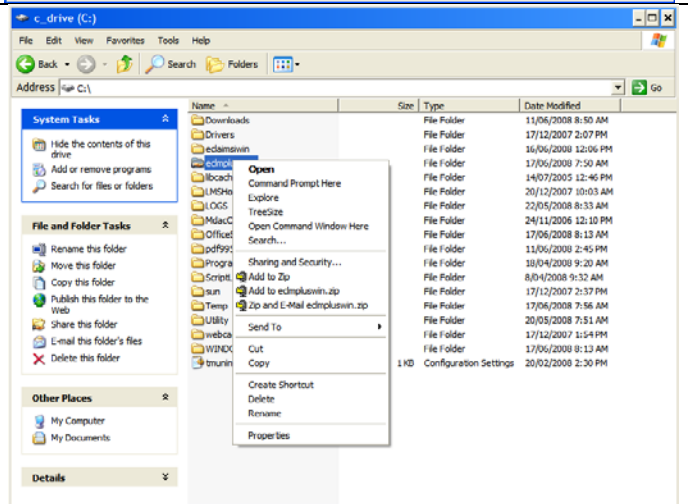 c_drive (C:)
File Edit View Favorites Tools Help
Back Search Folders
Address C:\ Go
Name Size Type Date Modified
System Tasks
Hide the contents of this
drive
Add or remove programs
Search for files or folders
File and Folder Tasks
Rename this folder
Move this folder
Copy this folder
Publish this folder to the
Web
Share this folder
E-mail this folder's files
Delete this folder
Other Places
My Computer
My Documents
Details
Downloads File Folder 11/06/2008 8:50 AM
Drivers File Folder 17/12/2007 2:07 PM
edaimsiwin File Folder 16/06/2008 12:06 PM
edmpl File Folder 17/06/2008 7:50 AM
libcach File Folder 14/07/2005 12:46 PM
LMSHo File Folder 20/12/2007 10:03 AM
LOGS File Folder 22/05/2008 8:33 AM
MdacC File Folder 24/11/2006 12:10 PM
OfficeS File Folder 17/06/2008 8:13 AM
pdf995 File Folder 11/06/2008 2:45 PM
Progra File Folder 18/04/2008 9:20 AM
ScriptL File Folder 8/04/2008 9:32 AM
sun File Folder 17/12/2007 2:37 PM
Temp File Folder 17/06/2008 7:56 AM
Utility File Folder 20/05/2008 7:51 AM
webca File Folder 17/12/2007 1:54 PM
WINDO File Folder 17/06/2008 8:13 AM
tmunin 1 KB Configuration Settings 20/02/2008 2:30 PM
Open
Command Prompt Here
Explore
TreeSize
Open Command Window Here
Search...
Sharing and Security...
Add to Zip
Add to edmpluswin.zip
Zip and E-Mail edmpluswin.zip
Send To
Cut
Copy
Create Shortcut
Delete
Rename
Properties